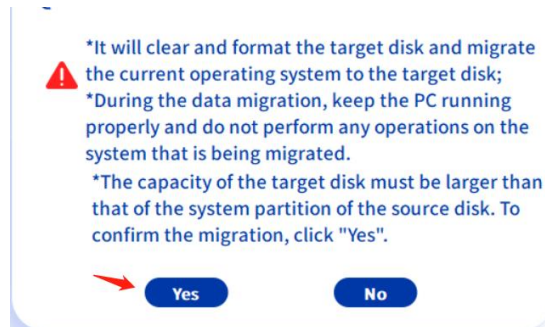 *It will clear and format the target disk and migrate
the current operating system to the target disk;
*During the data migration, keep the PC running
properly and do not perform any operations on the
system that is being migrated.
*The capacity of the target disk must be larger than
that of the system partition of the source disk. To
confirm the migration, click "Yes".
Yes No